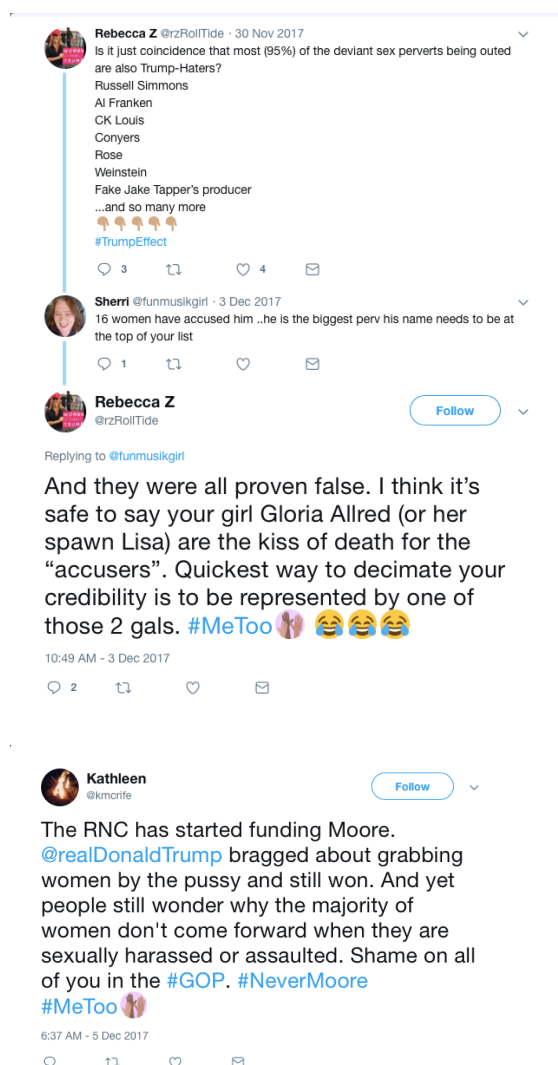 Rebecca Z @rzRollTide · 30 Nov 2017
Is it just coincidence that most (95%) of the deviant sex perverts being outed
are also Trump-Haters?
Russell Simmons
Al Franken
CK Louis
Conyers
Rose
Weinstein
Fake Jake Tapper's producer
...and so many more
👇🏽👇🏽👇🏽👇🏽👇🏽
#TrumpEffect
3 4
Sherri @funmusikgirl · 3 Dec 2017
16 women have accused him ..he is the biggest perv his name needs to be at
the top of your list
1
Rebecca Z
@rzRollTide
Follow
Replying to @funmusikgirl
And they were all proven false. I think it's
safe to say your girl Gloria Allred (or her
spawn Lisa) are the kiss of death for the
“accusers”. Quickest way to decimate your
credibility is to be represented by one of
those 2 gals. #MeToo 😂😂😂
10:49 AM - 3 Dec 2017
2
Kathleen
@kmcrife
Follow
The RNC has started funding Moore.
@realDonaldTrump bragged about grabbing
women by the pussy and still won. And yet
people still wonder why the majority of
women don't come forward when they are
sexually harassed or assaulted. Shame on all
of you in the #GOP. #NeverMoore
#MeToo
6:37 AM - 5 Dec 2017